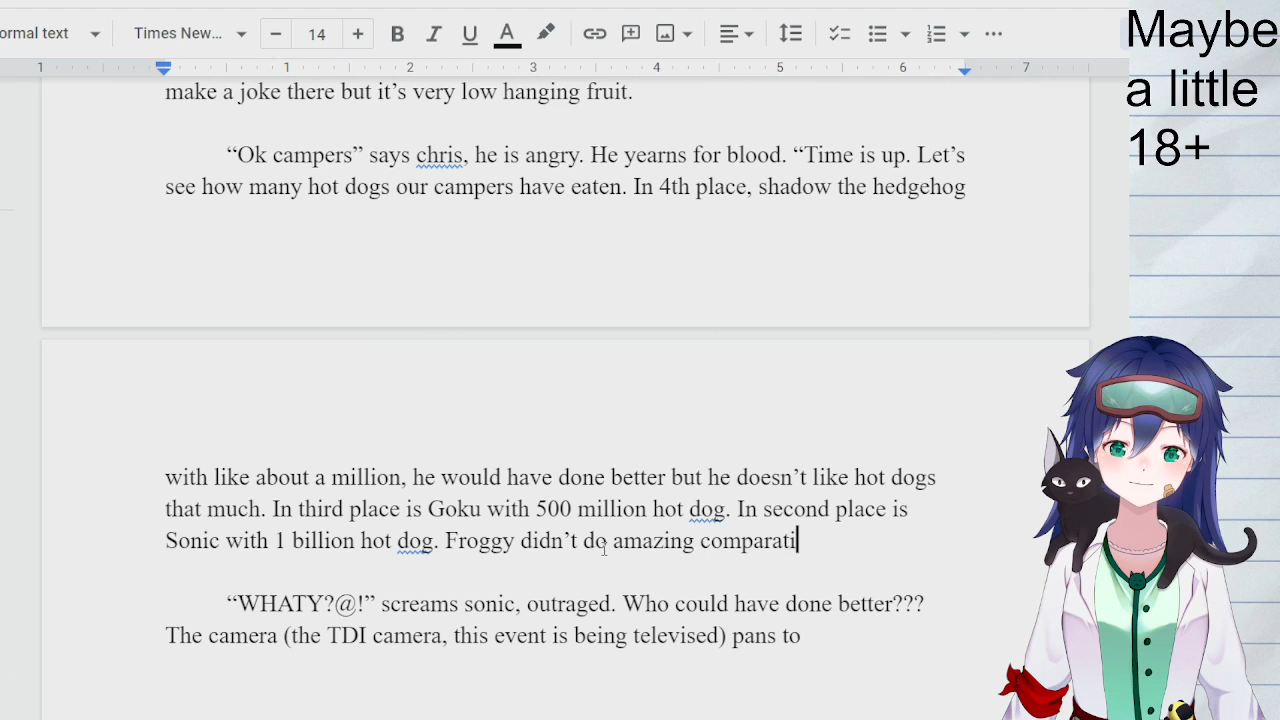 ormal text Times New... − 14 + B I U A
1 1 2 3 4 5 6 7
make a joke there but it’s very low hanging fruit.
“Ok campers” says chris, he is angry. He yearns for blood. “Time is up. Let’s
see how many hot dogs our campers have eaten. In 4th place, shadow the hedgehog
with like about a million, he would have done better but he doesn’t like hot dogs
that much. In third place is Goku with 500 million hot dog. In second place is
Sonic with 1 billion hot dog. Froggy didn’t do amazing comparati
“WHATY?@!” screams sonic, outraged. Who could have done better???
The camera (the TDI camera, this event is being televised) pans to
Maybe
a little
18+